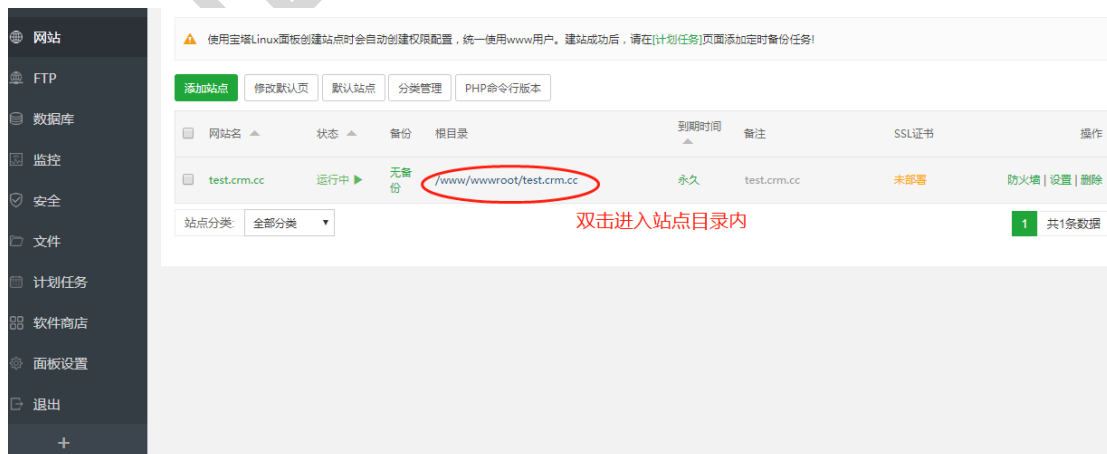 网站
FTP
数据库
监控
安全
文件
计划任务
软件商店
面板设置
退出
+
使用宝塔Linux面板创建站点时会自动创建权限配置，统一使用www用户。建站成功后，请在[计划任务]页面添加定时备份任务!
添加站点 修改默认页 默认站点 分类管理 PHP命令行版本
网站名 状态 备份 根目录 到期时间 备注 SSL证书 操作
test.crm.cc 运行中 无备份 /www/wwwroot/test.crm.cc 永久 test.crm.cc 未部署 防火墙 | 设置 | 删除
站点分类: 全部分类 双击进入站点目录内 1 共1条数据